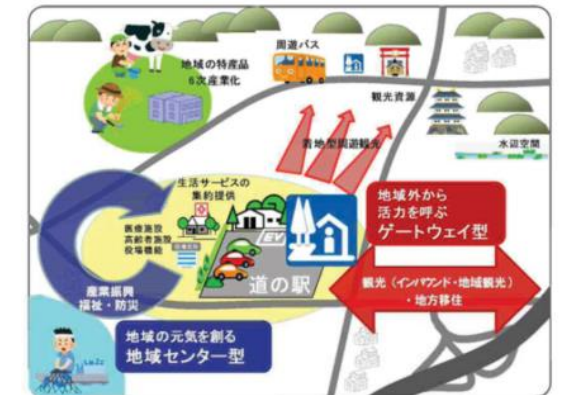 周遊バス
地域の特産品
6次産業化
観光資源
水辺空間
着地型周遊観光
生活サービスの
集約提供
医療施設
高齢者施設
役場機能
EV
道の駅
地域外から
活力を呼ぶ
ゲートウェイ型
観光（インバウンド・地域観光）
・地方移住
産業振興
福祉・防災
地域の元気を創る
地域センター型